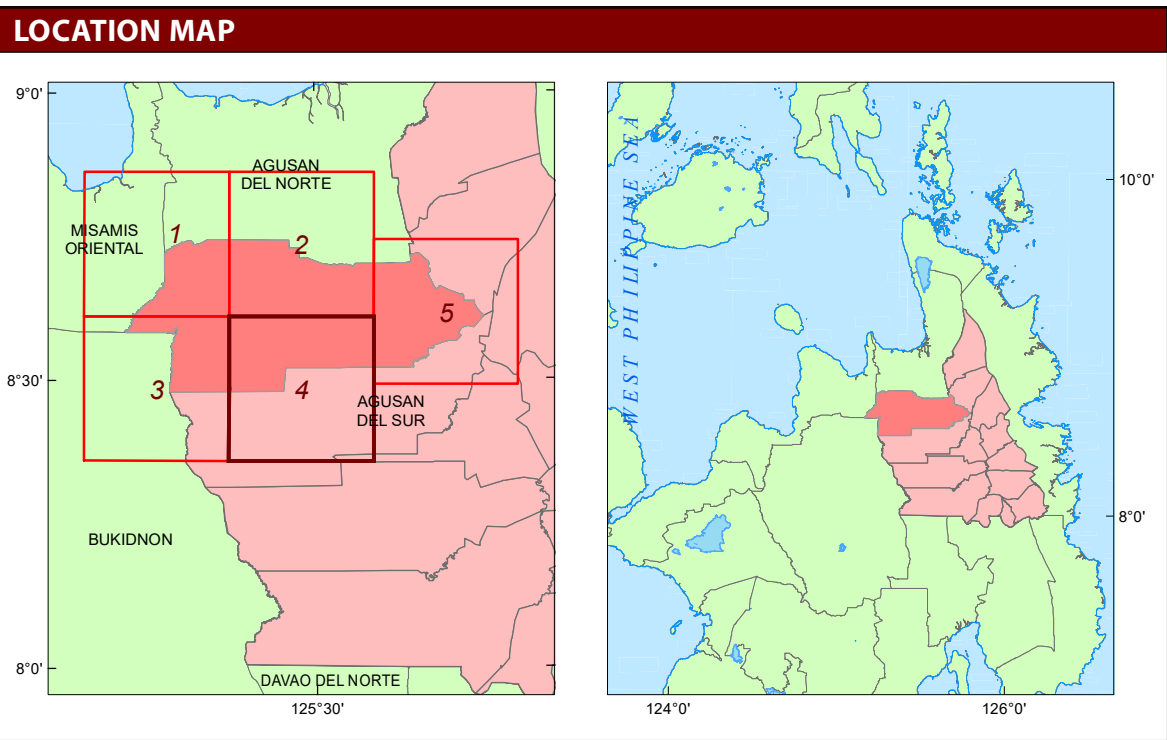 LOCATION MAP
9°0'
AGUSAN
DEL NORTE
MISAMIS
ORIENTAL
1
2
5
8°30'
3
4
AGUSAN
DEL SUR
BUKIDNON
8°0'
DAVAO DEL NORTE
125°30'
WEST PHILIPPINE SEA
10°0'
8°0'
124°0'
126°0'